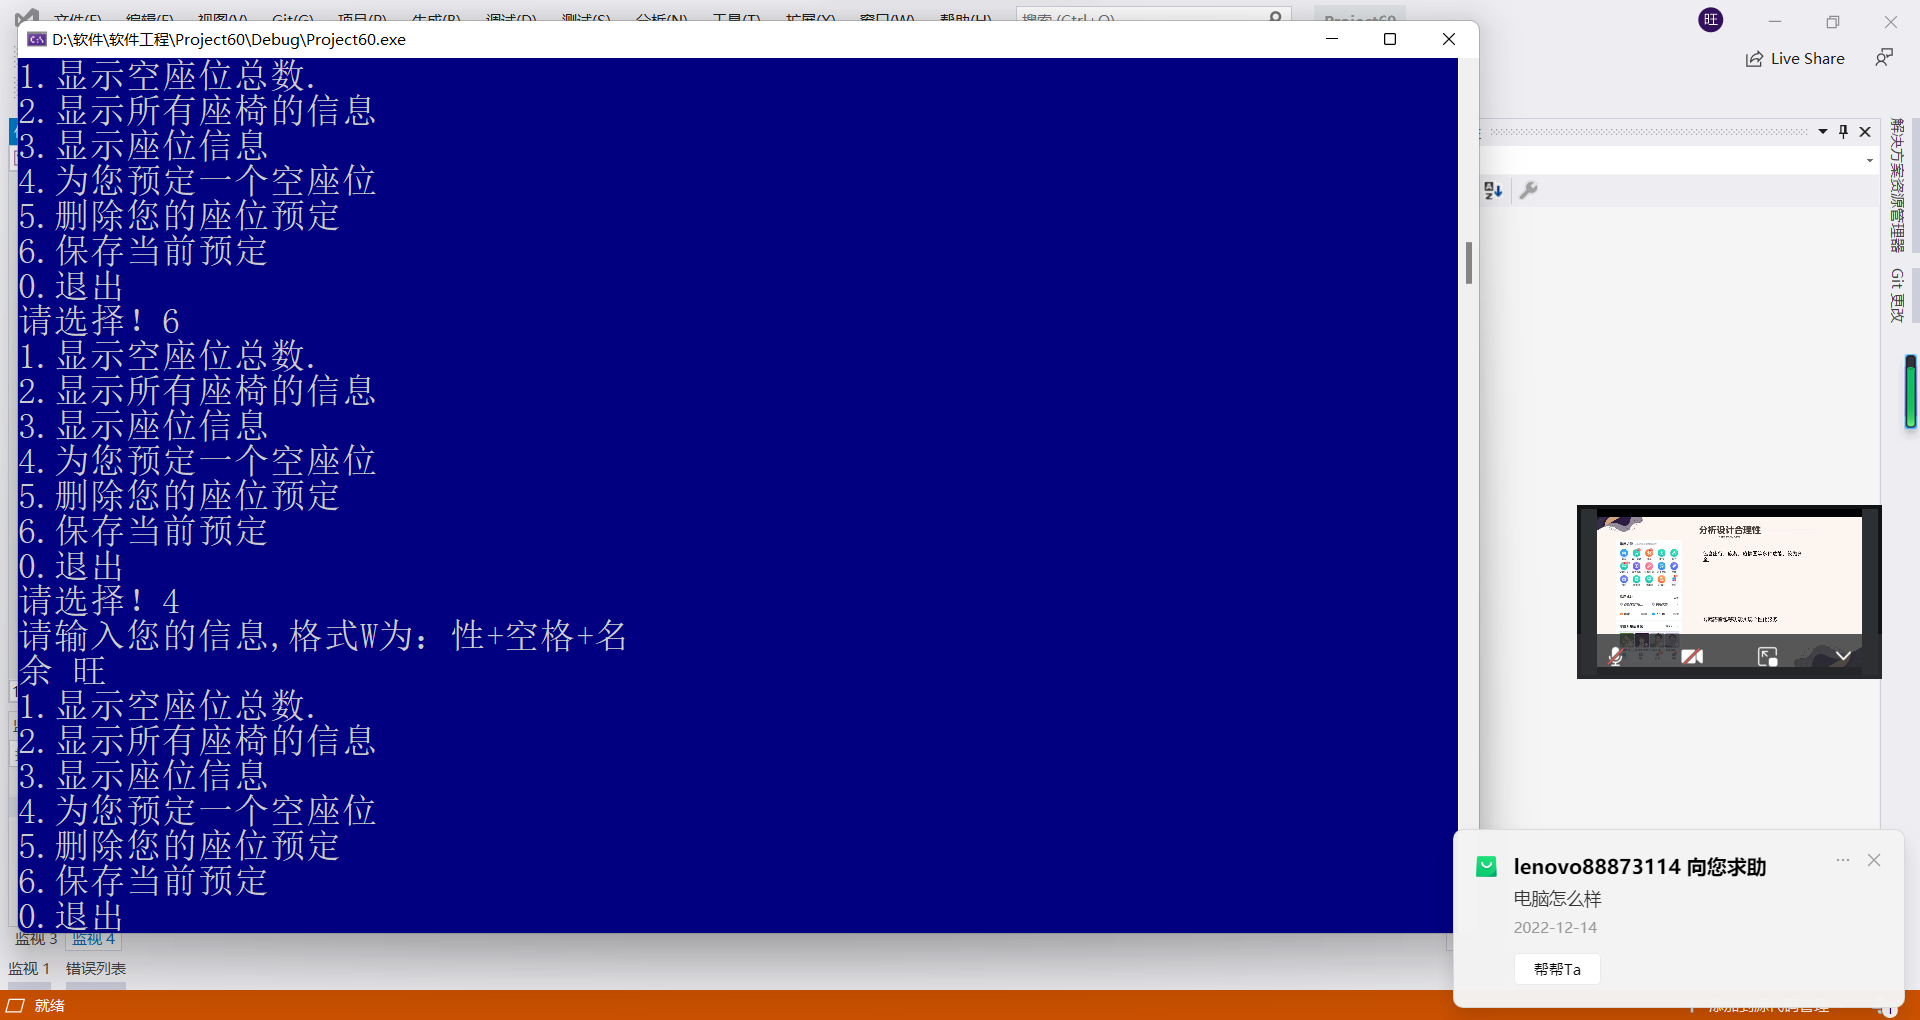 文件(F) 编辑(E) 视图(V) Git(G) 项目(P) 生成(B) 调试(D) 测试(S) 分析(N) 工具(T) 扩展(X) 窗口(W) 帮助(H) 搜索 (Ctrl+Q) Project60
旺
D:\软件\软件工程\Project60\Debug\Project60.exe
Live Share
1.显示空座位总数.
2.显示所有座椅的信息
3.显示座位信息
4.为您预定一个空座位
5.删除您的座位预定
6.保存当前预定
0.退出
请选择！6
1.显示空座位总数.
2.显示所有座椅的信息
3.显示座位信息
4.为您预定一个空座位
5.删除您的座位预定
6.保存当前预定
0.退出
请选择！4
请输入您的信息,格式W为：性+空格+名
余 旺
1.显示空座位总数.
2.显示所有座椅的信息
3.显示座位信息
4.为您预定一个空座位
5.删除您的座位预定
6.保存当前预定
0.退出
解决方案资源管理器
Git 更改
分析设计合理性
lenovo88873114 向您求助
电脑怎么样
2022-12-14
帮帮Ta
监视 3 监视 4
监视 1 错误列表
就绪
添加到源代码管理
1